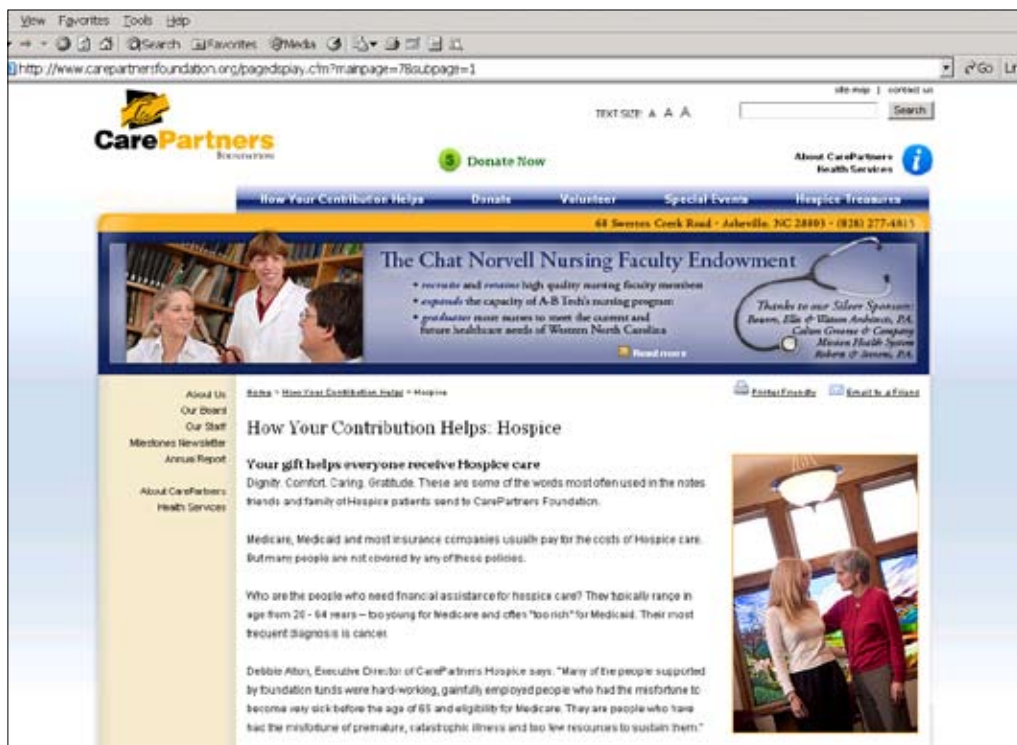 View Favorites Tools Help
Search Favorites Media
http://www.carepartnersfoundation.org/pagedisplay.cfm?mainpage=7&subpage=1 Go
site map | contact us
TEXT SIZE: A A A Search
CarePartners
FOUNDATION
$ Donate Now
About CarePartners
Health Services
How Your Contribution Helps Donate Volunteer Special Events Hospice Treasures
68 Sweeten Creek Road · Asheville, NC 28803 · (828) 277-4815
The Chat Norvell Nursing Faculty Endowment
• recruite and retains high quality nursing faculty members
• expands the capacity of A-B Tech's nursing program
• graduates more nurses to meet the current and
future healthcare needs of Western North Carolina
Read more
Thanks to our Silver Sponsors:
Bowers, Ellis & Watson Architects, PA.
Calton Greene & Company
Mission Health System
Roberts & Stevens, P.A.
About Us
Our Board
Our Staff
Milestones Newsletter
Annual Report
About CarePartners
Health Services
Home > How Your Contribution Helps > Hospice
Printer Friendly Email to a Friend
How Your Contribution Helps: Hospice
Your gift helps everyone receive Hospice care
Dignity. Comfort. Caring. Gratitude. These are some of the words most often used in the notes
friends and family of Hospice patients send to CarePartners Foundation.
Medicare, Medicaid and most insurance companies usually pay for the costs of Hospice care.
But many people are not covered by any of these policies.
Who are the people who need financial assistance for hospice care? They typically range in
age from 20 - 64 years – too young for Medicare and often "too rich" for Medicaid. Their most
frequent diagnosis is cancer.
Debbie Alton, Executive Director of CarePartners Hospice says: "Many of the people supported
by foundation funds were hard-working, gainfully employed people who had the misfortune to
become very sick before the age of 65 and eligibility for Medicare. They are people who have
had the misfortune of premature, catastrophic illness and too few resources to sustain them."